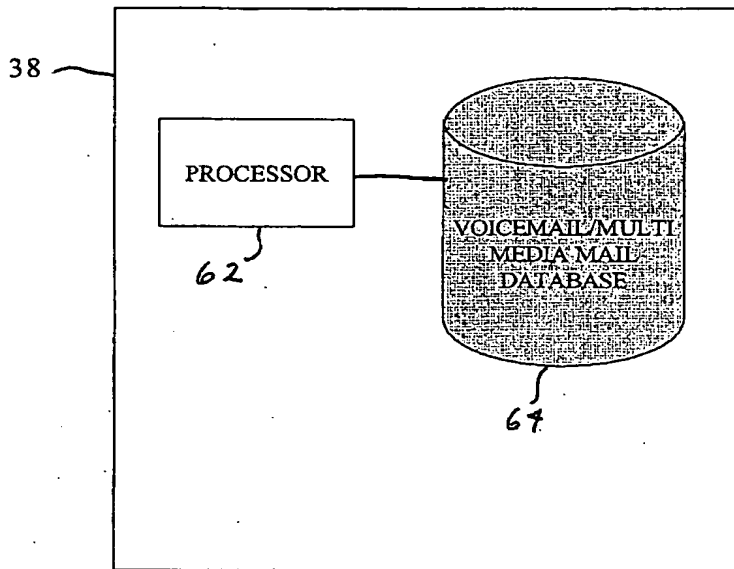 38
PROCESSOR
62
VOICEMAIL/MULTI
MEDIA MAIL
DATABASE
64